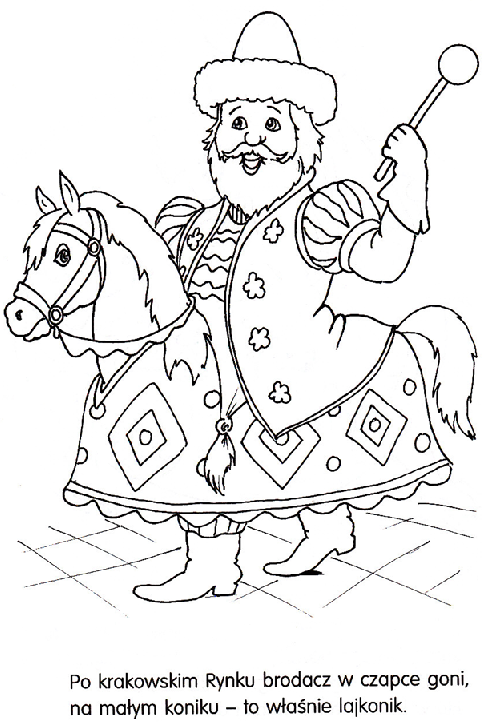 Po krakowskim Rynku brodacz w czapce goni,
na małym koniku – to właśnie lajkonik.